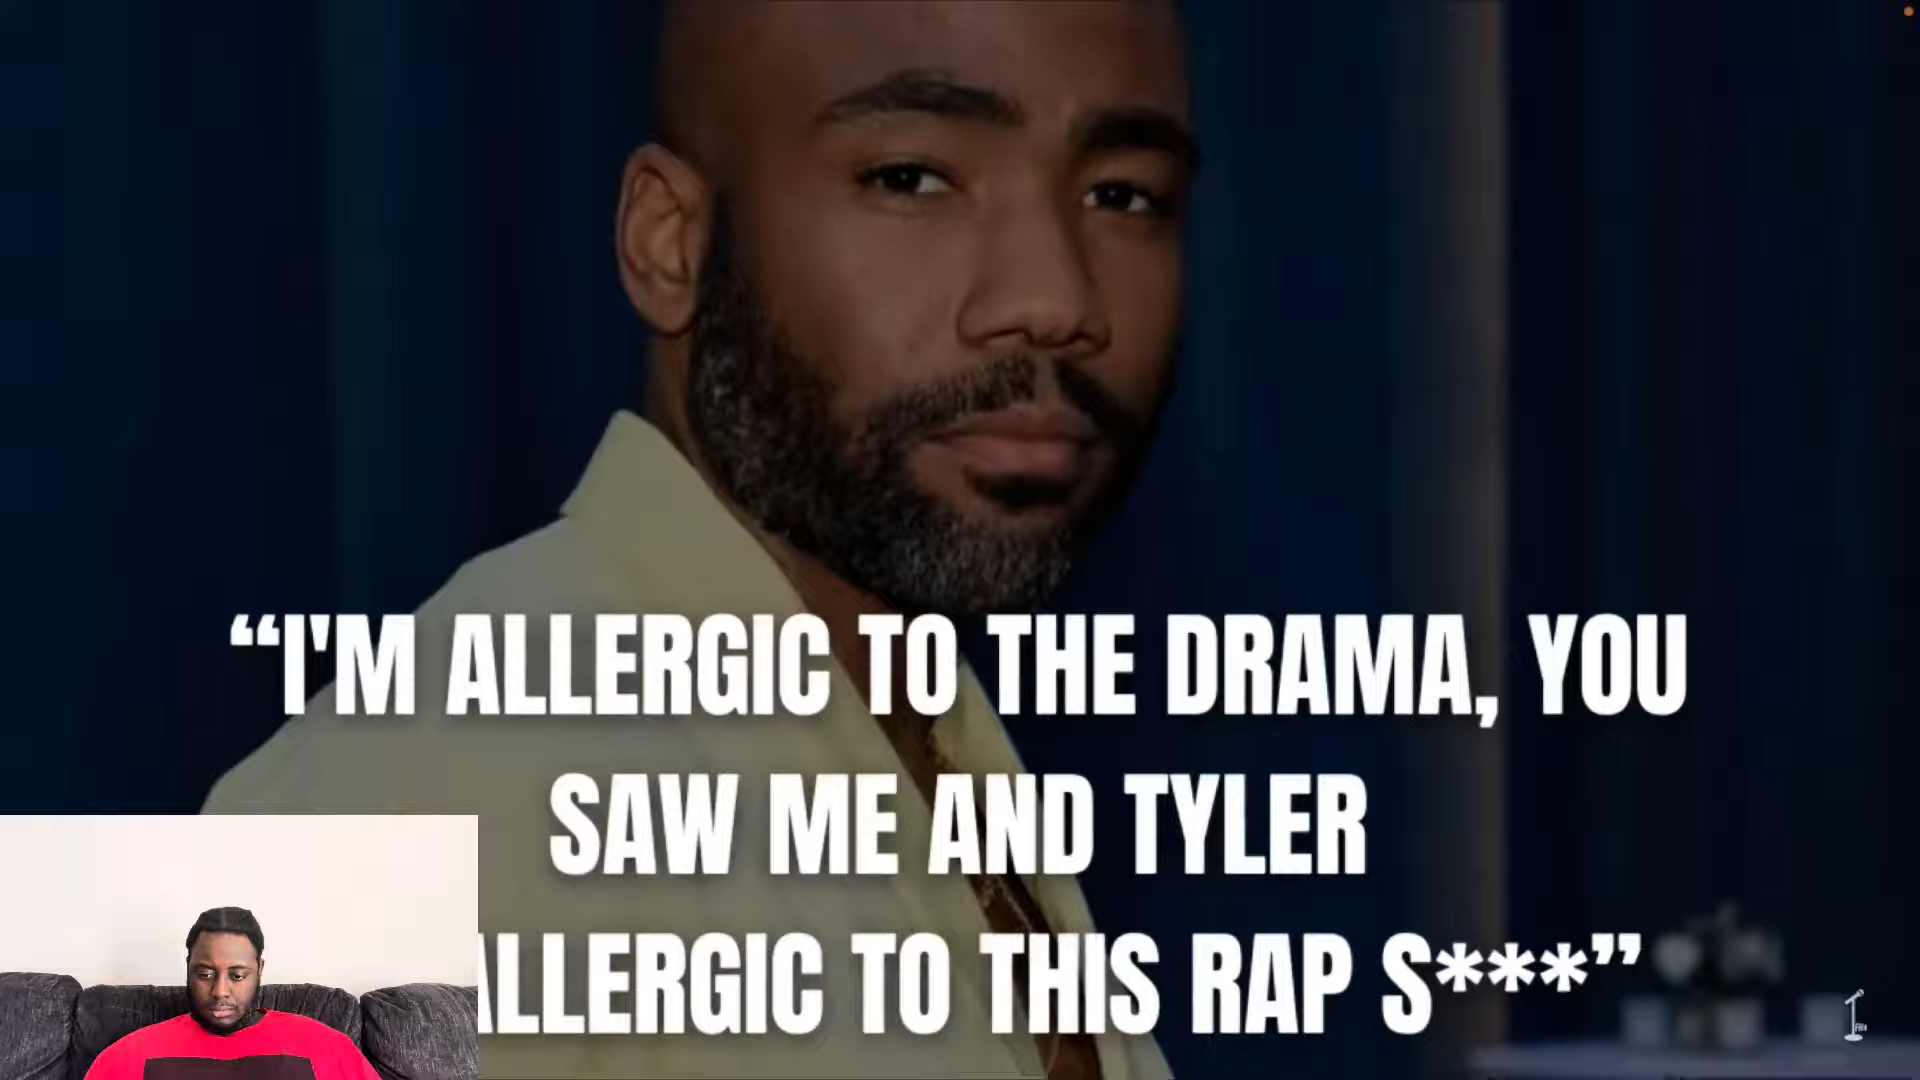 “I'M ALLERGIC TO THE DRAMA, YOU
SAW ME AND TYLER
ALLERGIC TO THIS RAP S***”